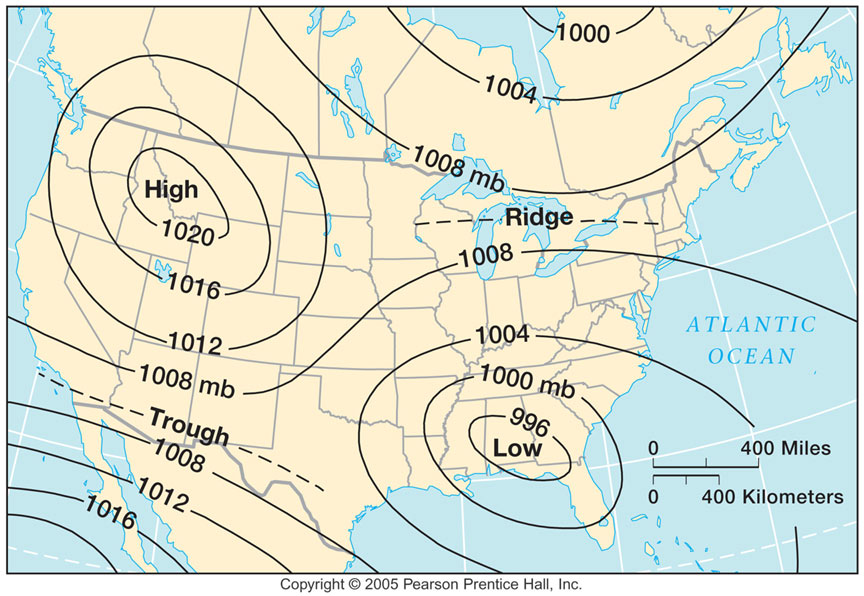 1000
1004
1008 mb
High
1020
Ridge
1008
1016
ATLANTIC
OCEAN
1004
1012
1008 mb
1000 mb
996
Trough
Low
1008
0 400 Miles
1012
0 400 Kilometers
1016
Copyright © 2005 Pearson Prentice Hall, Inc.